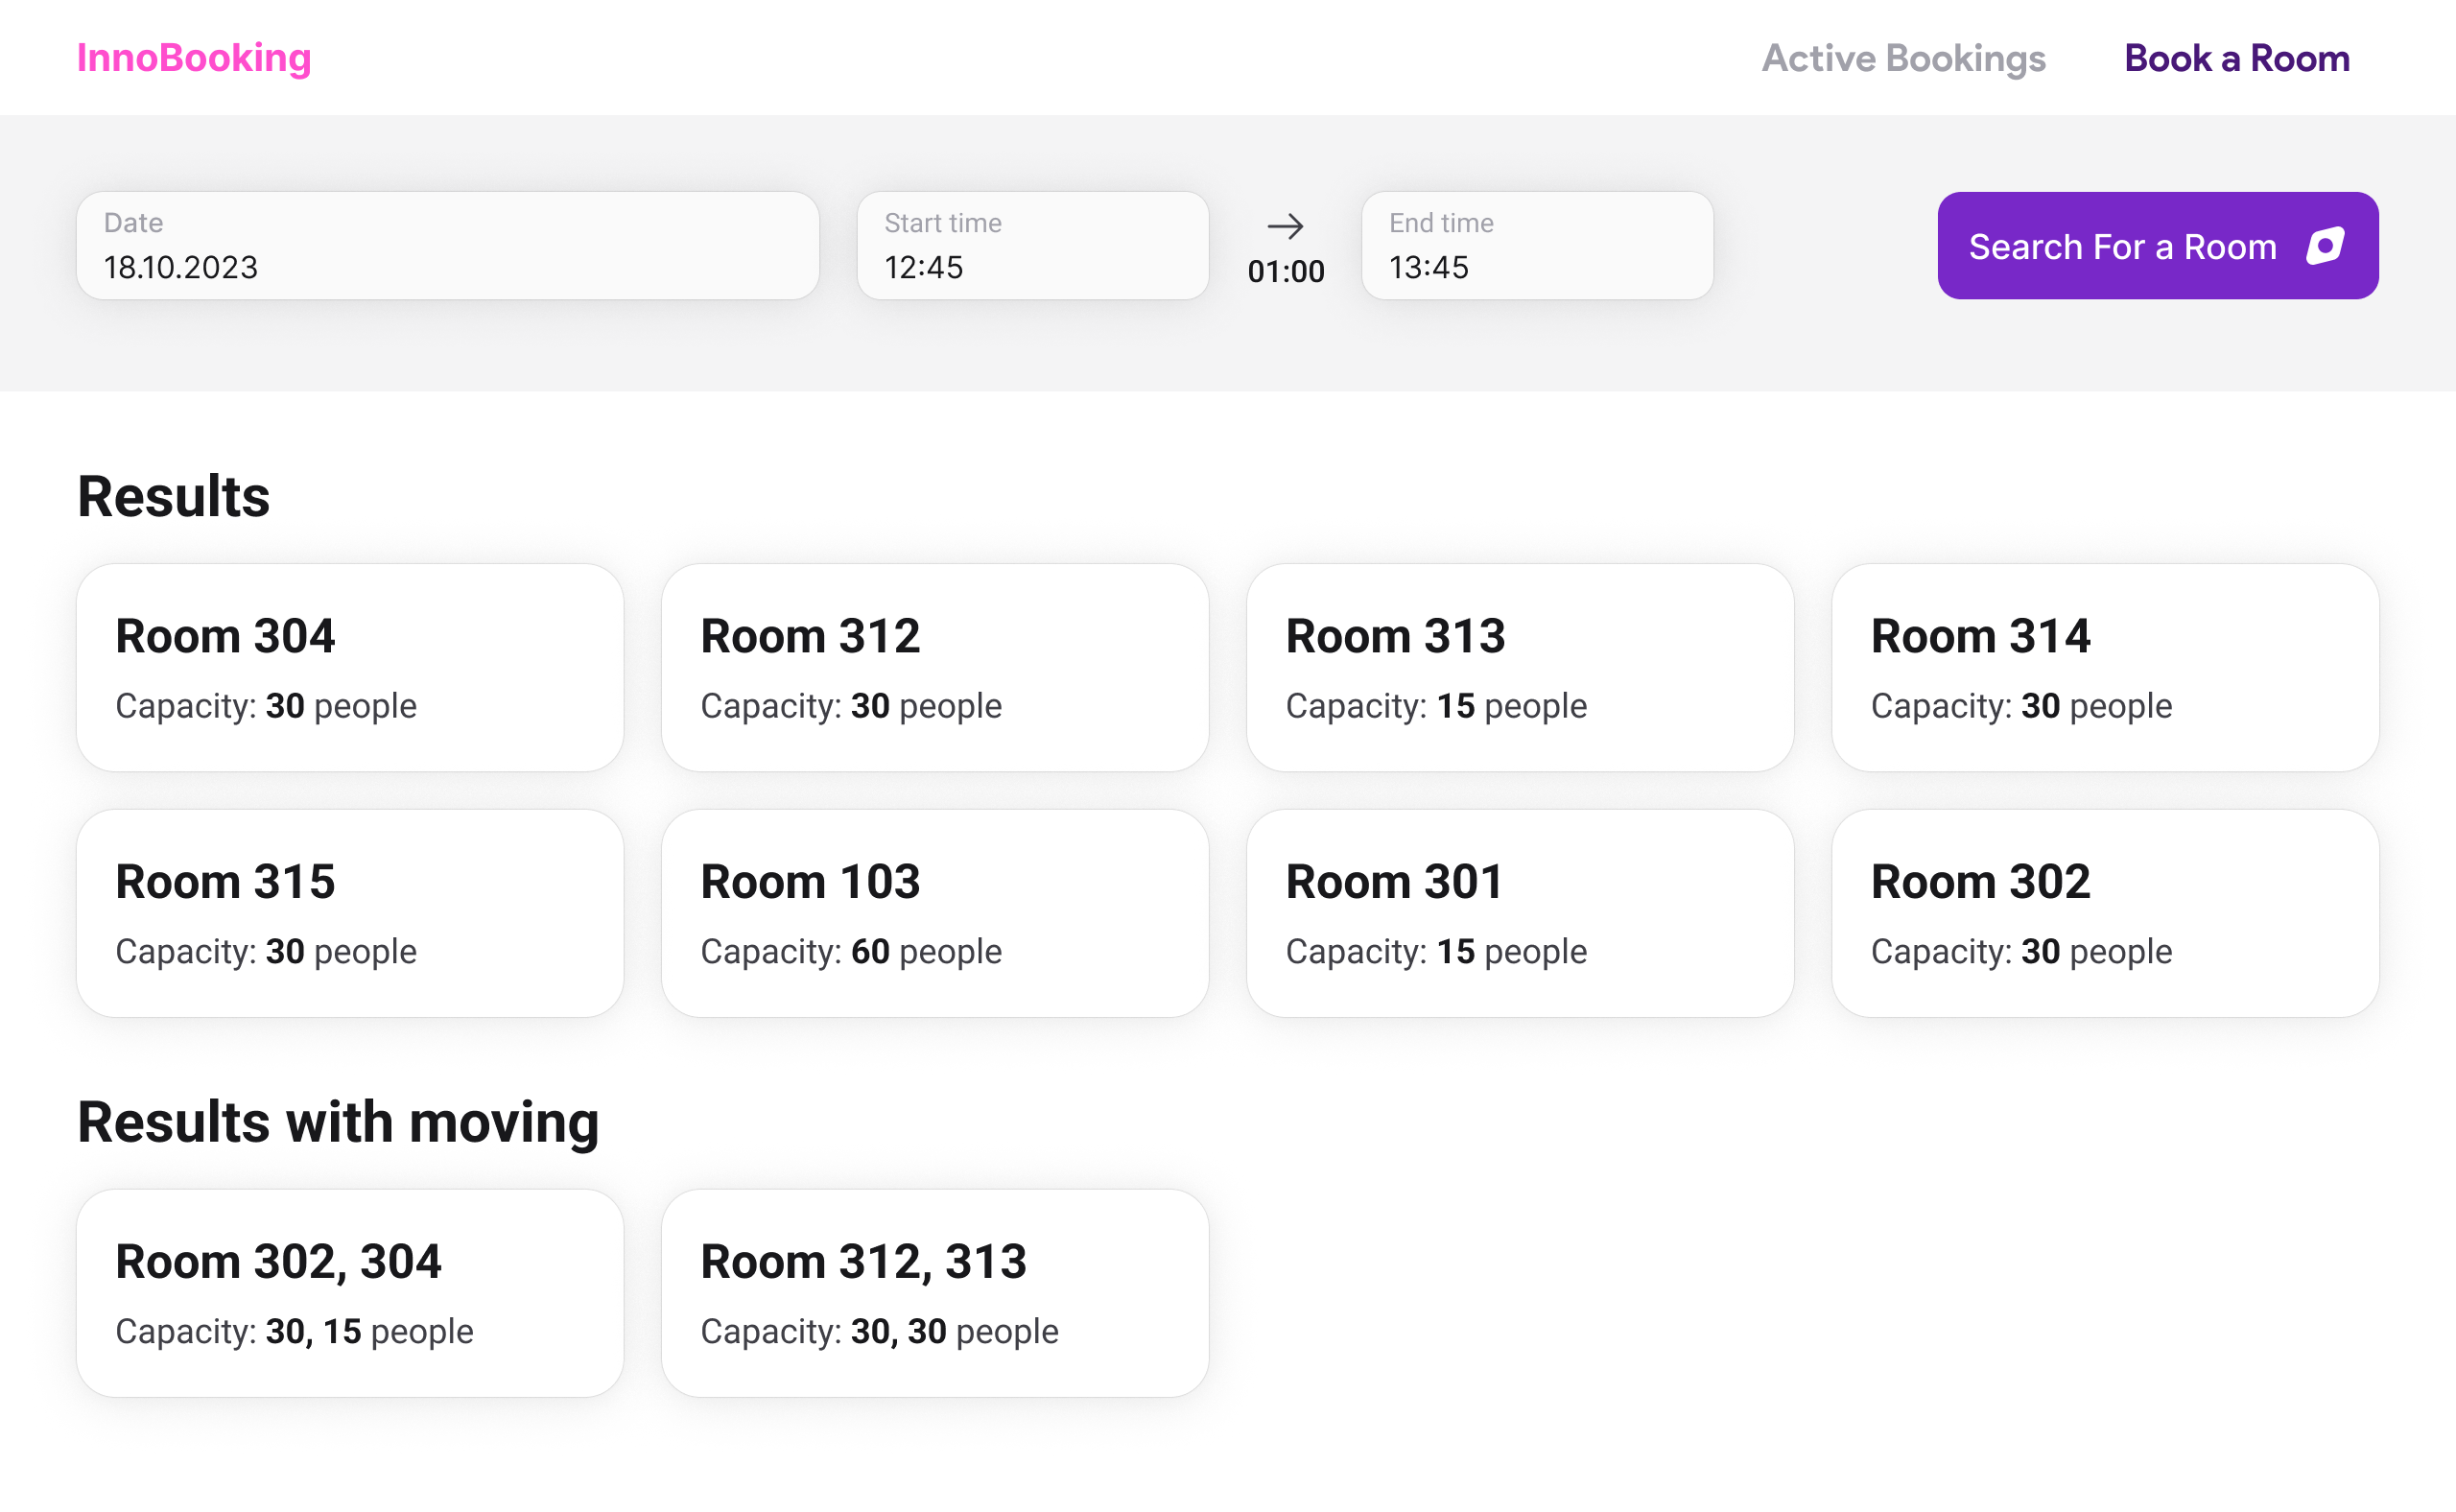 InnoBooking
Active Bookings
Book a Room
Date
18.10.2023
Start time
12:45
01:00
End time
13:45
Search For a Room
Results
Room 304
Capacity: 30 people
Room 312
Capacity: 30 people
Room 313
Capacity: 15 people
Room 314
Capacity: 30 people
Room 315
Capacity: 30 people
Room 103
Capacity: 60 people
Room 301
Capacity: 15 people
Room 302
Capacity: 30 people
Results with moving
Room 302, 304
Capacity: 30, 15 people
Room 312, 313
Capacity: 30, 30 people